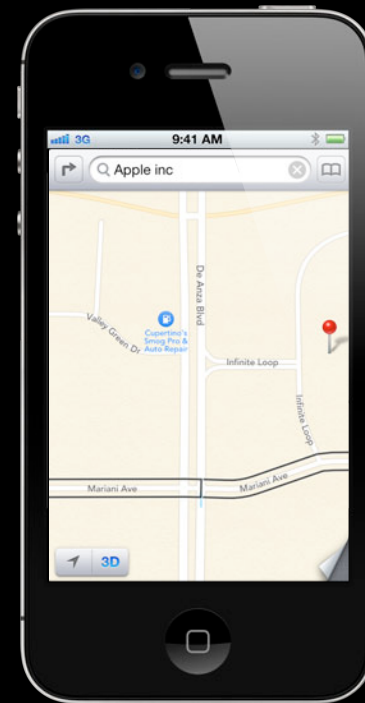 3G
9:41 AM
Apple inc
De Anza Blvd
Valley Green Dr
Cupertino's
Smog Pro &
Auto Repair
Infinite Loop
Infinite Loop
Mariani Ave
Mariani Ave
3D